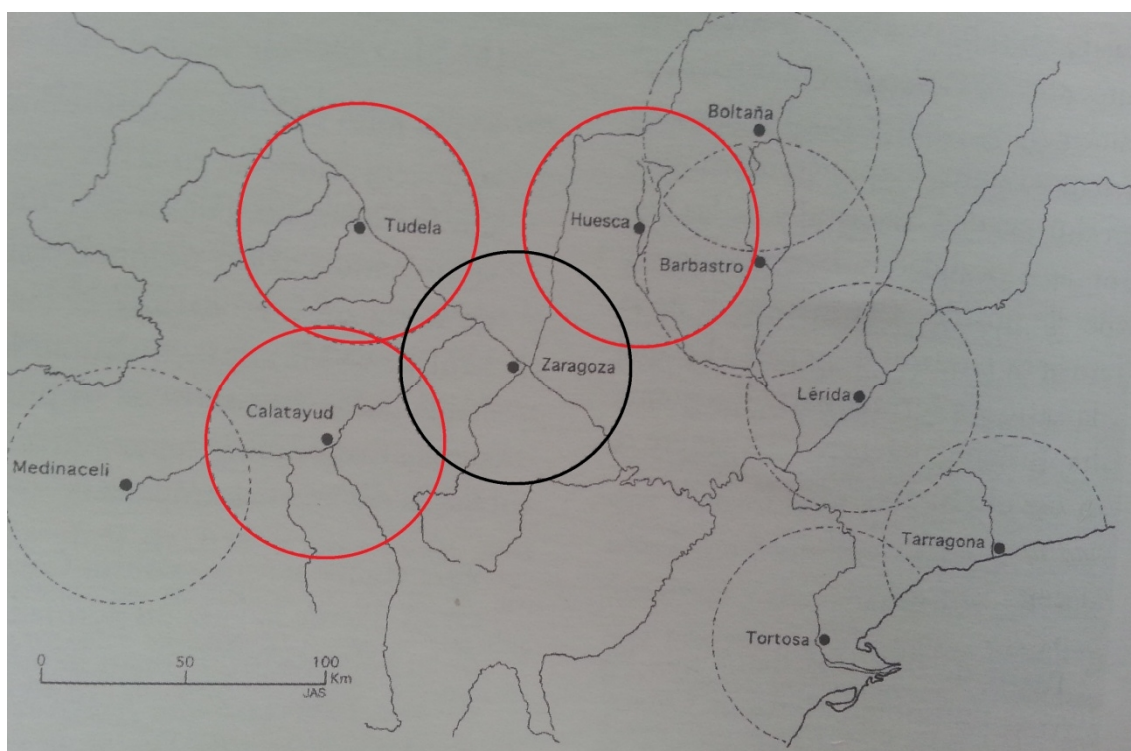 Boltaña
Tudela
Huesca
Barbastro
Zaragoza
Lérida
Calatayud
Medinaceli
Tarragona
Tortosa
0 50 100
Km
JAS